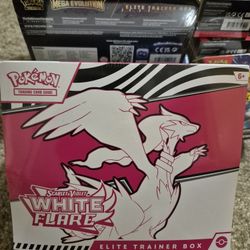 MEGA EVOLUTION
ELITE TRAINER BOX
POKÉMON
TRADING CARD GAME
6+
SCARLET & VIOLET
WHITE
FLARE
ELITE TRAINER BOX